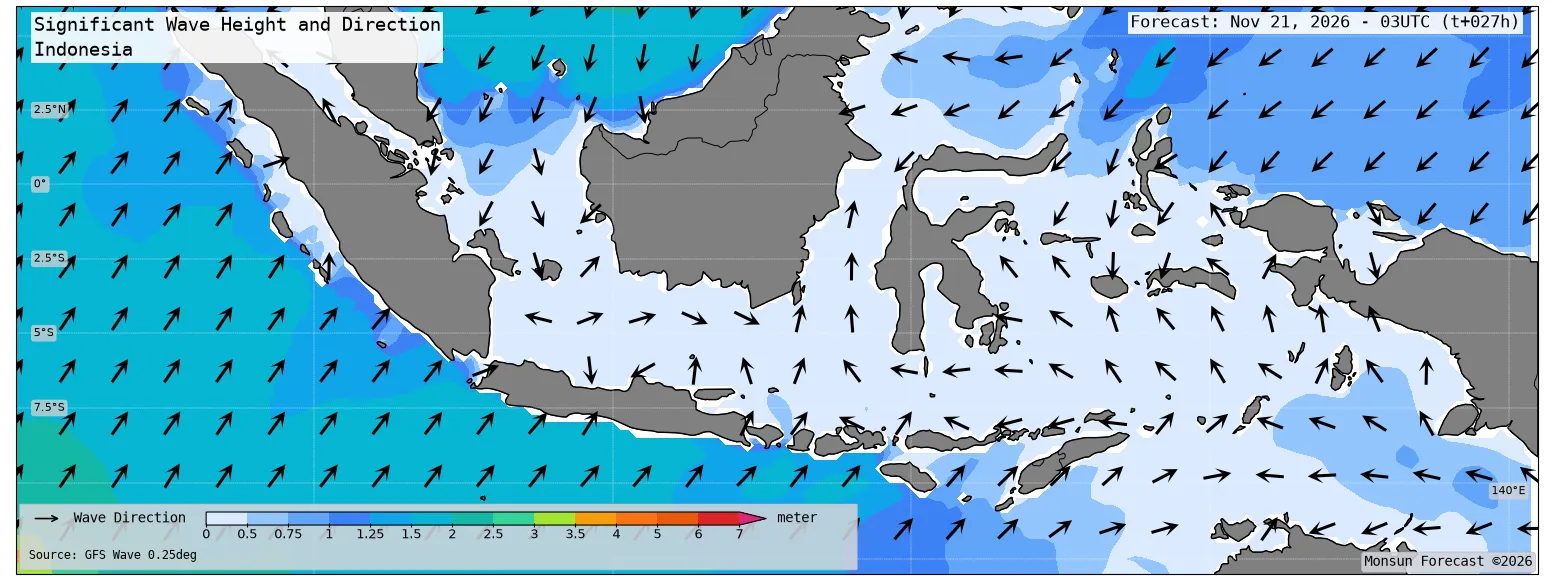 Significant Wave Height and Direction
Indonesia
Forecast: Nov 21, 2026 - 03UTC (t+027h)
2.5°N
0°
2.5°S
5°S
7.5°S
140°E
Wave Direction
meter
0 0.5 0.75 1 1.25 1.5 2 2.5 3 3.5 4 5 6 7
Source: GFS Wave 0.25deg
Monsun Forecast ©2026